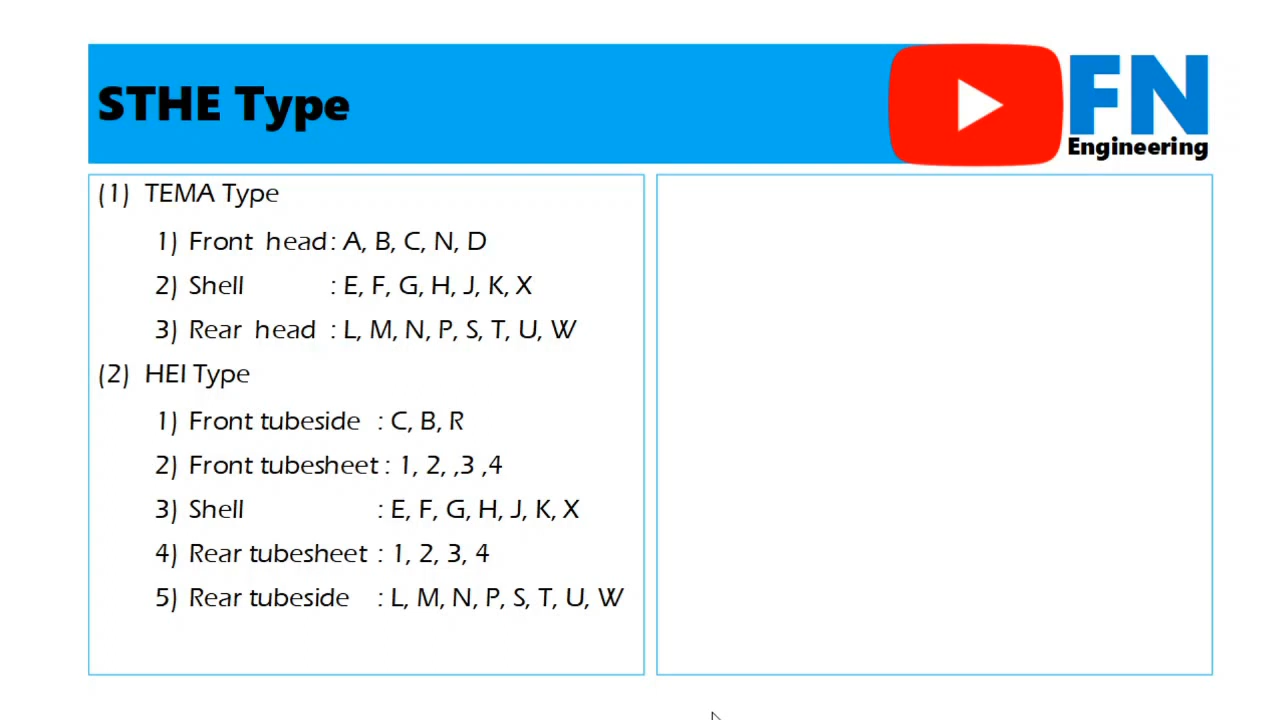 STHE Type
FN
Engineering
(1) TEMA Type
1) Front head : A, B, C, N, D
2) Shell : E, F, G, H, J, K, X
3) Rear head : L, M, N, P, S, T, U, W
(2) HEI Type
1) Front tubeside : C, B, R
2) Front tubesheet : 1, 2, ,3 ,4
3) Shell : E, F, G, H, J, K, X
4) Rear tubesheet : 1, 2, 3, 4
5) Rear tubeside : L, M, N, P, S, T, U, W